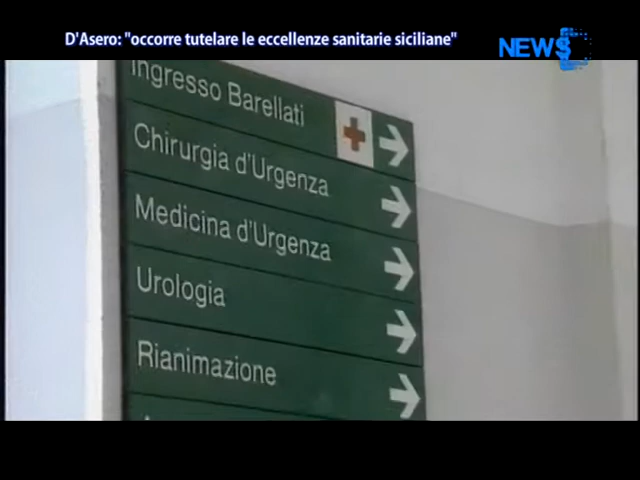 D'Asero: "occorre tutelare le eccellenze sanitarie siciliane"
NEWS
Ingresso Barellati
Chirurgia d'Urgenza
Medicina d'Urgenza
Urologia
Rianimazione